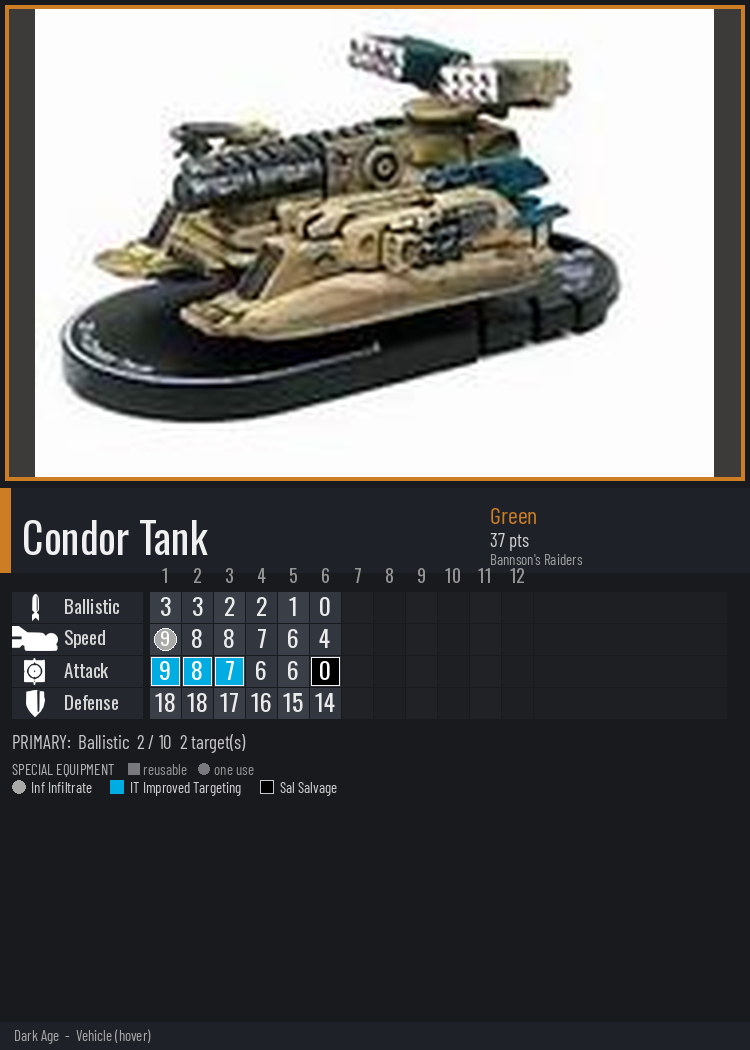 Condor Tank
Green
37 pts
Bannson's Raiders
1 2 3 4 5 6 7 8 9 10 11 12
Ballistic 3 3 2 2 1 0
Speed 9 8 8 7 6 4
Attack 9 8 7 6 6 0
Defense 18 18 17 16 15 14
PRIMARY: Ballistic 2 / 10 2 target(s)
SPECIAL EQUIPMENT reusable one use
Inf Infiltrate IT Improved Targeting Sal Salvage
Dark Age - Vehicle (hover)